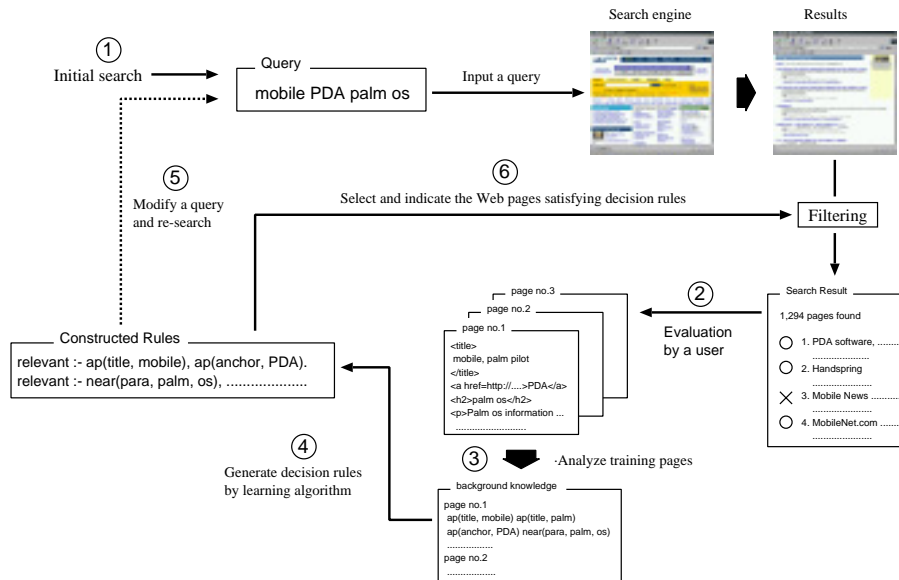 Search engine
Results
①
Initial search
Query
mobile PDA palm os
Input a query
⑤
Modify a query
and re-search
⑥
Select and indicate the Web pages satisfying decision rules
Filtering
Search Result
1,294 pages found
1. PDA software, ........
.....................
2. Handspring
.....................
3. Mobile News ..........
.....................
4. MobileNet.com .......
.....................
②
Evaluation
by a user
page no.3
page no.2
page no.1
<title>
mobile, palm pilot
</title>
<a href=http://....>PDA</a>
<h2>palm os</h2>
<p>Palm os information ...
.........................
Constructed Rules
relevant :- ap(title, mobile), ap(anchor, PDA).
relevant :- near(para, palm, os), .....................
④
Generate decision rules
by learning algorithm
③
·Analyze training pages
background knowledge
page no.1
ap(title, mobile) ap(title, palm)
ap(anchor, PDA) near(para, palm, os)
.................
page no.2
.................